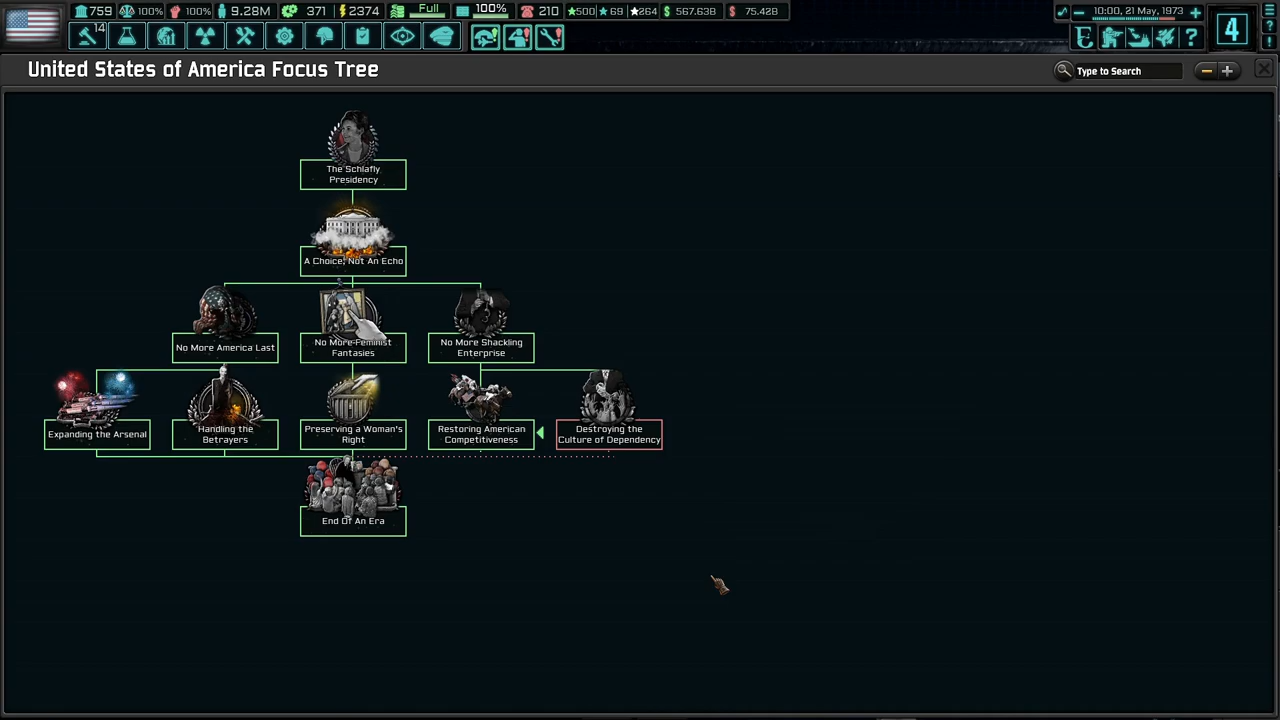 759 100% 100% 9.28M 371 2374 Full 100% 210 500 69 264 $ 567.63B $ 75.42B
10:00, 21 May, 1973
14
4
United States of America Focus Tree
Type to Search
The Schlafly
Presidency
A Choice, Not An Echo
No More America Last
No More Feminist
Fantasies
No More Shackling
Enterprise
Expanding the Arsenal
Handling the
Betrayers
Preserving a Woman's
Right
Restoring American
Competitiveness
Destroying the
Culture of Dependency
End Of An Era